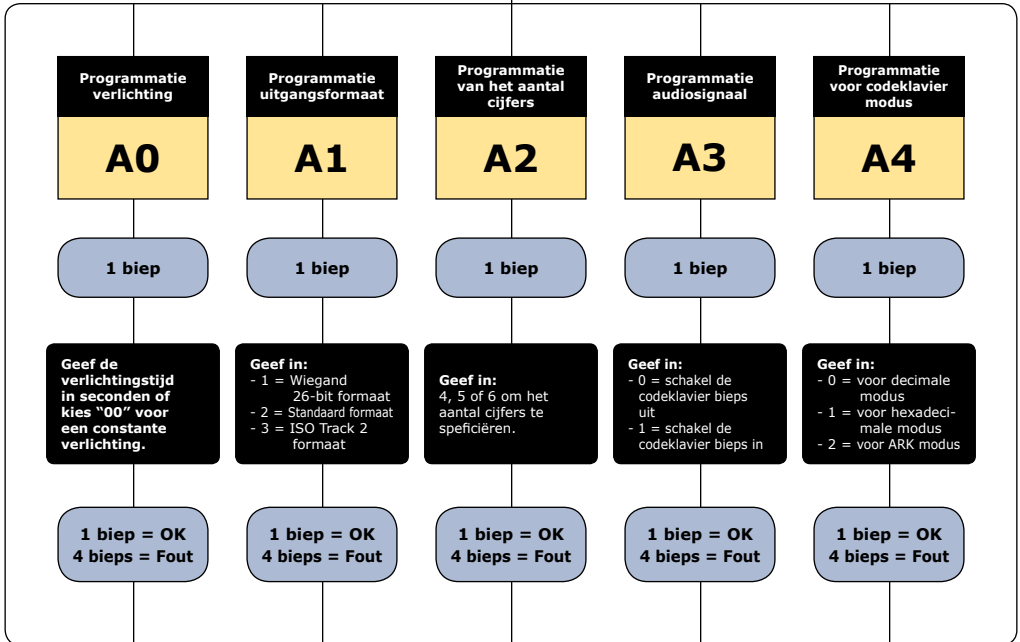 Programmatie
verlichting
A0
1 biep
Geef de
verlichtingstijd
in seconden of
kies “00” voor
een constante
verlichting.
1 biep = OK
4 bieps = Fout
Programmatie
uitgangsformaat
A1
1 biep
Geef in:
- 1 = Wiegand
26-bit formaat
- 2 = Standaard formaat
- 3 = ISO Track 2
formaat
1 biep = OK
4 bieps = Fout
Programmatie
van het aantal
cijfers
A2
1 biep
Geef in:
4, 5 of 6 om het
aantal cijfers te
speficiëren.
1 biep = OK
4 bieps = Fout
Programmatie
audiosignaal
A3
1 biep
Geef in:
- 0 = schakel de
codeklavier bieps
uit
- 1 = schakel de
codeklavier bieps in
1 biep = OK
4 bieps = Fout
Programmatie
voor codeklavier
modus
A4
1 biep
Geef in:
- 0 = voor decimale
modus
- 1 = voor hexadeci-
male modus
- 2 = voor ARK modus
1 biep = OK
4 bieps = Fout